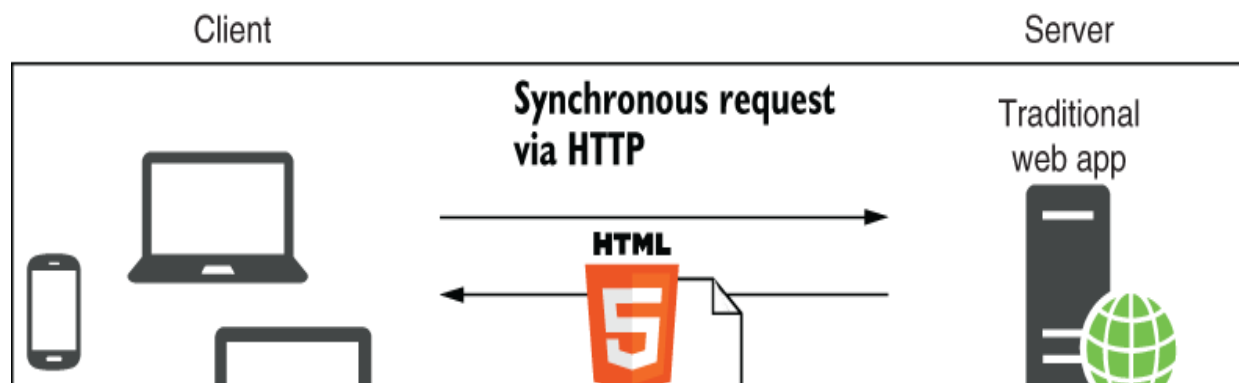 Client
Server
Synchronous request
via HTTP
Traditional
web app
HTML
5